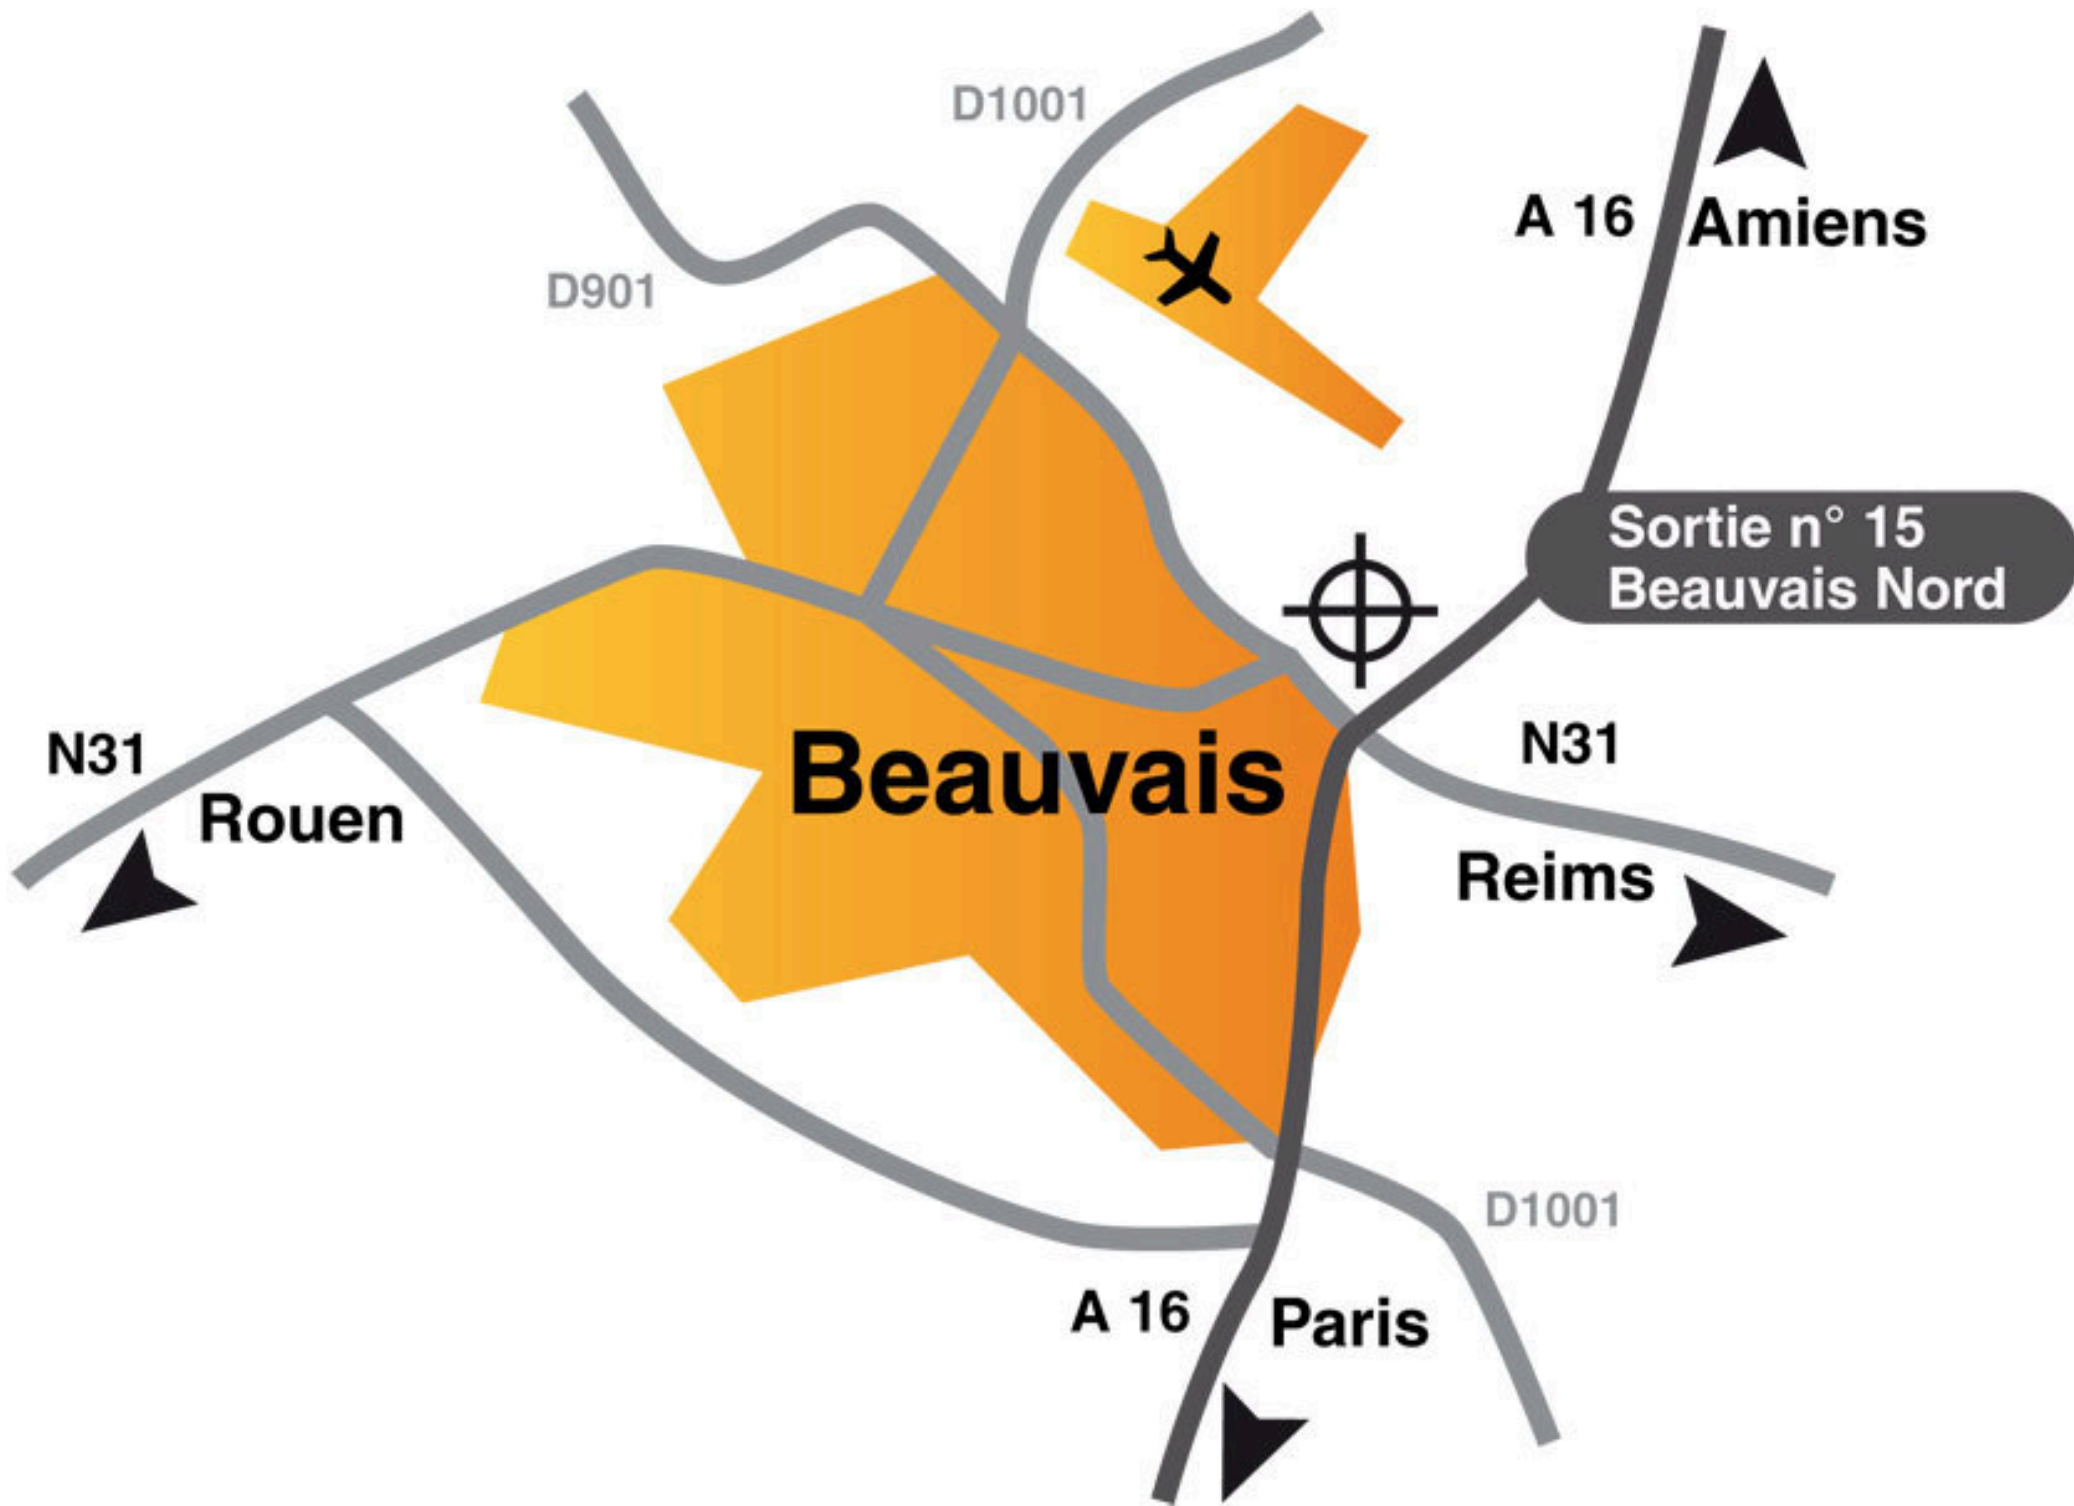 D1001
A 16
Amiens
D901
Sortie n° 15
Beauvais Nord
N31
Rouen
Beauvais
N31
Reims
D1001
A 16
Paris